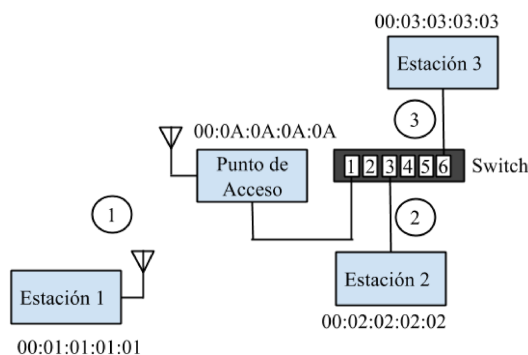 00:03:03:03:03
Estación 3
3
00:0A:0A:0A:0A
Punto de
Acceso
1 2 3 4 5 6
Switch
1
2
Estación 1
Estación 2
00:01:01:01:01
00:02:02:02:02